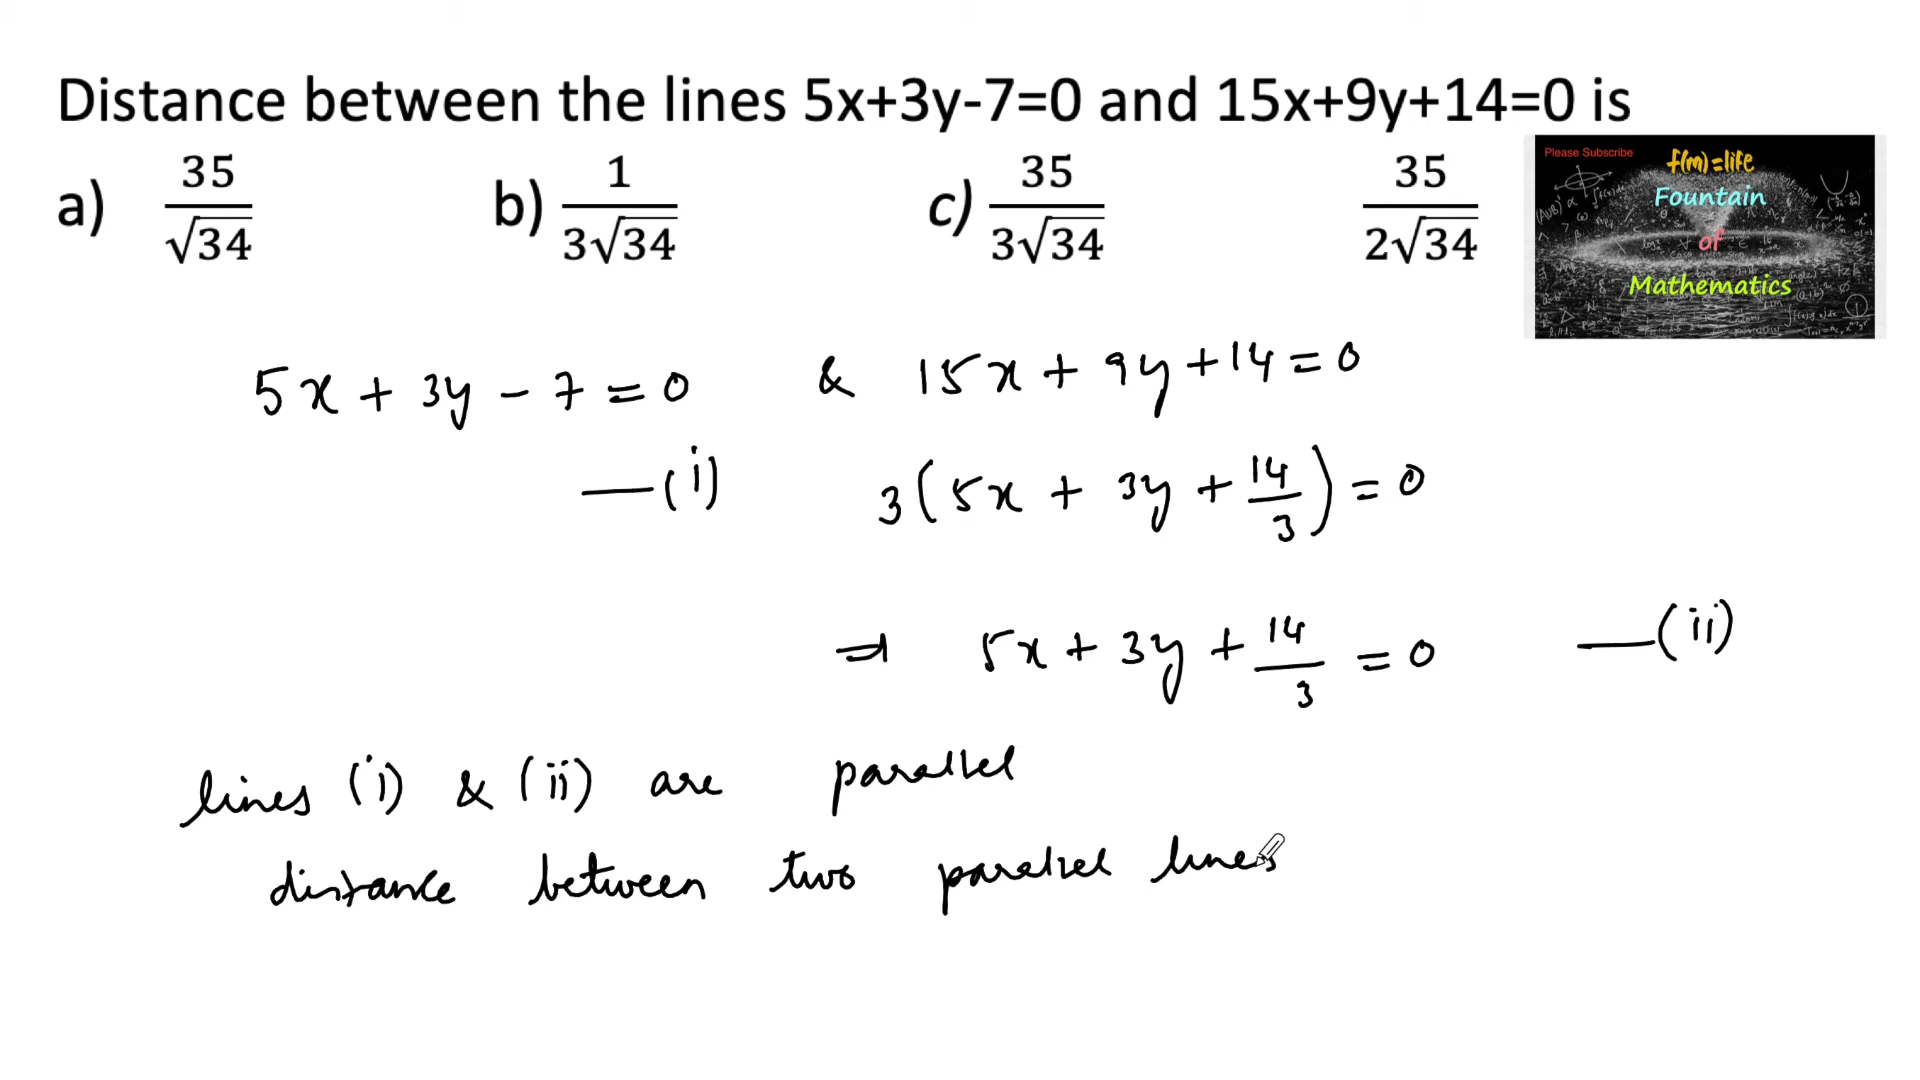 Distance between the lines 5x+3y-7=0 and 15x+9y+14=0 is
a) 35/√34 b) 1/3√34 c) 35/3√34 35/2√34
Please Subscribe
f(m)=life
Fountain
of
Mathematics
5x + 3y - 7 = 0 & 15x + 9y + 14 = 0
—(i) 3(5x + 3y + 14/3) = 0
⇒ 5x + 3y + 14/3 = 0 —(ii)
lines (i) & (ii) are parallel
distance between two parallel lines